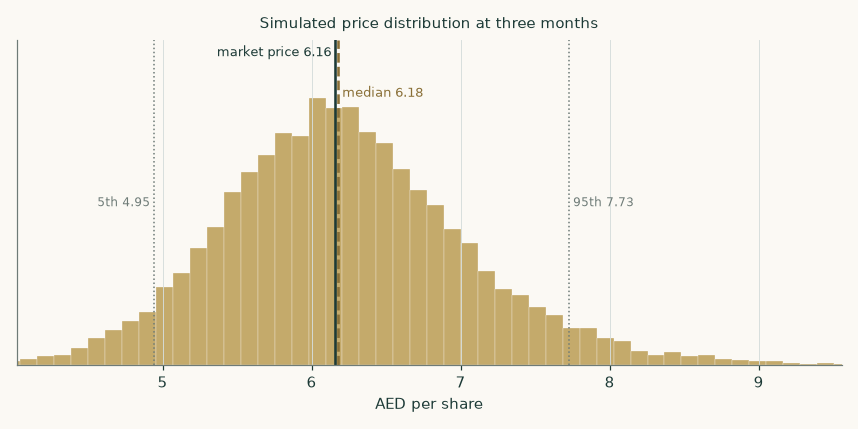 Simulated price distribution at three months
market price 6.16
median 6.18
5th 4.95
95th 7.73
5
6
7
8
9
AED per share